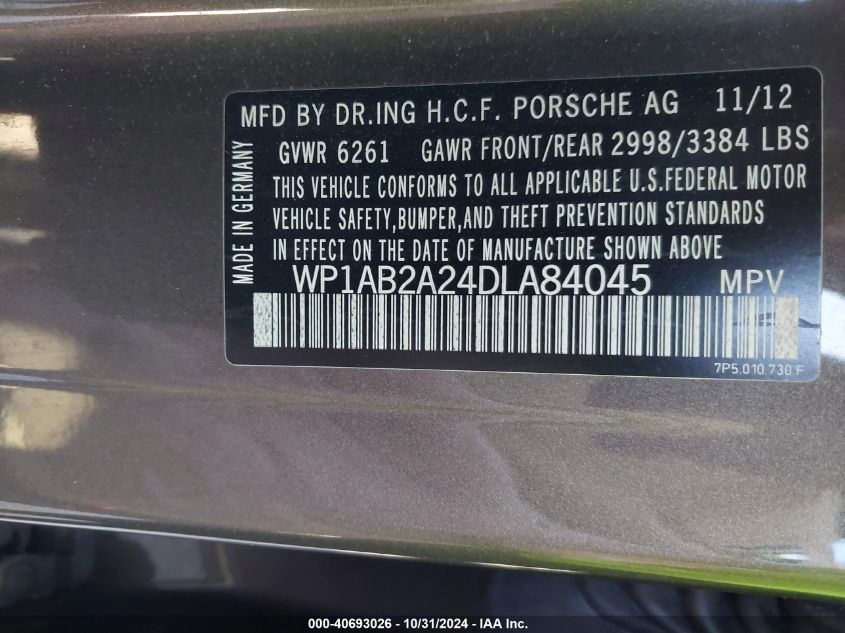 MFD BY DR.ING H.C.F. PORSCHE AG 11/12
GVWR 6261 GAWR FRONT/REAR 2998/3384 LBS
THIS VEHICLE CONFORMS TO ALL APPLICABLE U.S.FEDERAL MOTOR
VEHICLE SAFETY,BUMPER,AND THEFT PREVENTION STANDARDS
IN EFFECT ON THE DATE OF MANUFACTURE SHOWN ABOVE
WP1AB2A24DLA84045 MPV
7P5.010.730 F
MADE IN GERMANY
000-40693026 - 10/31/2024 - IAA Inc.